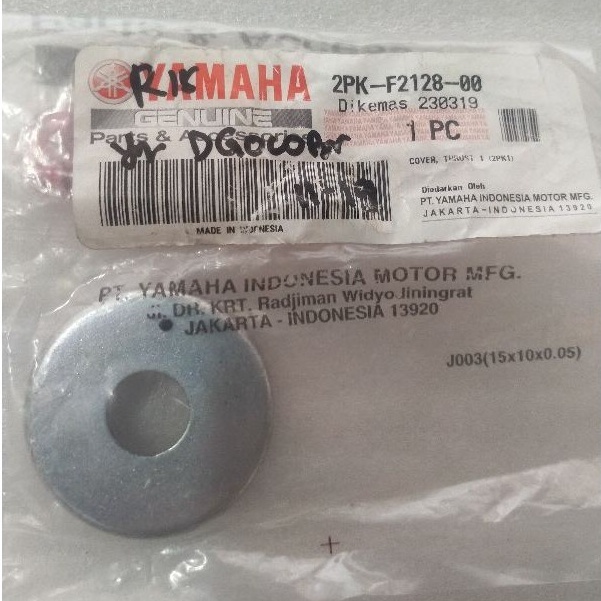 YAMAHA
GENUINE
Parts & Accessories
2PK-F2128-00
Dikemas 230319
1 PC
COVER, THRUST 1 (2PK1)
Diedarkan Oleh
PT. YAMAHA INDONESIA MOTOR MFG.
JAKARTA-INDONESIA 13920
MADE IN INDONESIA
PT. YAMAHA INDONESIA MOTOR MFG.
Jl. DR. KRT. Radjiman Widyodiningrat
JAKARTA - INDONESIA 13920
J003(15x10x0.05)